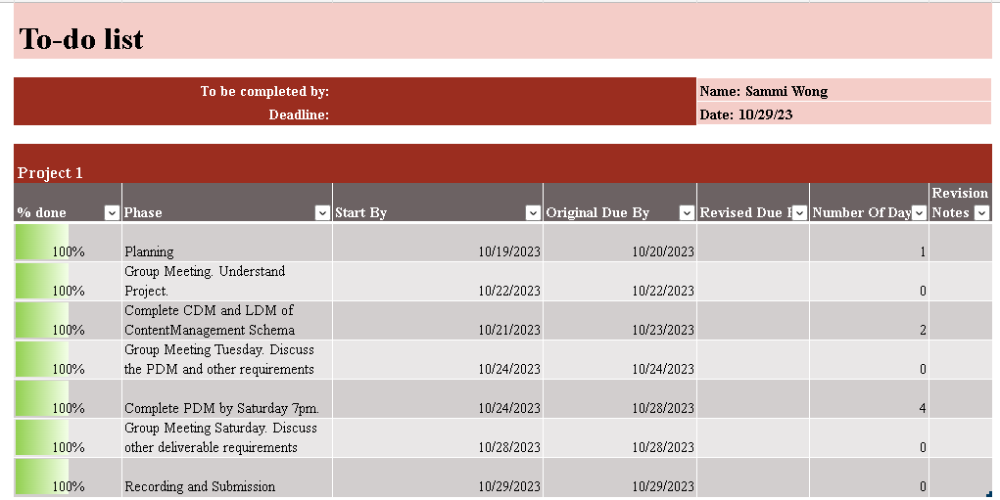 To-do list
To be completed by:
Name: Sammi Wong
Deadline:
Date: 10/29/23
Project 1
% done Phase Start By Original Due By Revised Due Number Of Day Revision
Notes
100% Planning 10/19/2023 10/20/2023 1
Group Meeting. Understand
100% Project. 10/22/2023 10/22/2023 0
Complete CDM and LDM of
100% ContentManagement Schema 10/21/2023 10/23/2023 2
Group Meeting Tuesday. Discuss
100% the PDM and other requirements 10/24/2023 10/24/2023 0
100% Complete PDM by Saturday 7pm. 10/24/2023 10/28/2023 4
Group Meeting Saturday. Discuss
100% other deliverable requirements 10/28/2023 10/28/2023 0
100% Recording and Submission 10/29/2023 10/29/2023 0